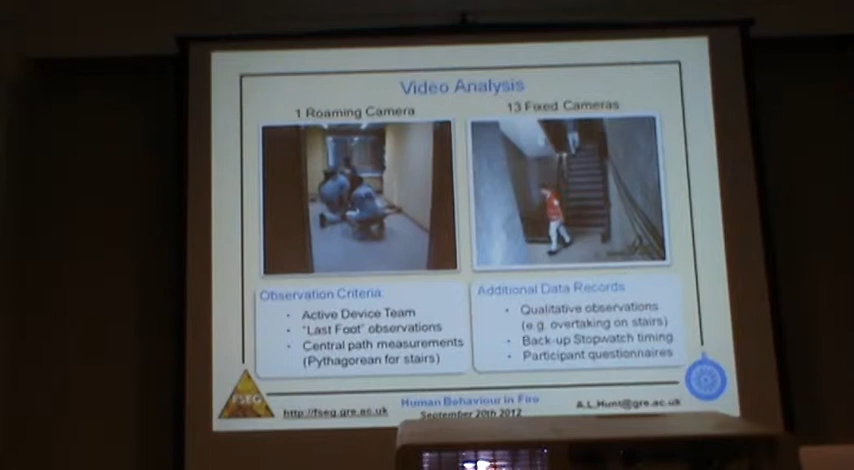 Video Analysis
1 Roaming Camera
13 Fixed Cameras
Observation Criteria
· Active Device Team
· "Last Foot" observations
· Central path measurements
(Pythagorean for stairs)
Additional Data Records
· Qualitative observations
(e.g. overtaking on stairs)
· Back-up Stopwatch timing
· Participant questionnaires
FSEG
http://fseg.gre.ac.uk
Human Behaviour in Fire
September 20th 2012
A.L.Hunt@gre.ac.uk